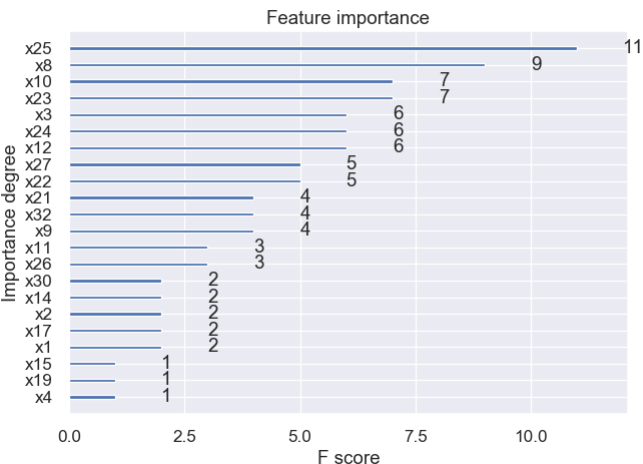 Feature importance
Importance degree
x25 11
x8 9
x10 7
x23 7
x3 6
x24 6
x12 6
x27 5
x22 5
x21 4
x32 4
x9 4
x11 3
x26 3
x30 2
x14 2
x2 2
x17 2
x1 2
x15 1
x19 1
x4 1
0.0 2.5 5.0 7.5 10.0
F score